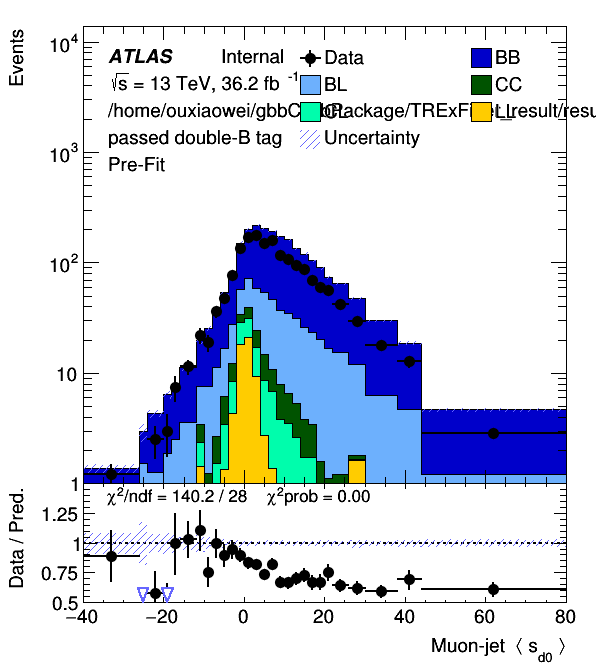 Events
10⁴
10³
10²
10
1
ATLAS Internal
√s = 13 TeV, 36.2 fb⁻¹
passed double-B tag
Pre-Fit
Data
BB
BL
CC
Uncertainty
χ²/ndf = 140.2 / 28 χ²prob = 0.00
Data / Pred.
1.25
1
0.75
0.5
−40 −20 0 20 40 60 80
Muon-jet ⟨ s_d0 ⟩